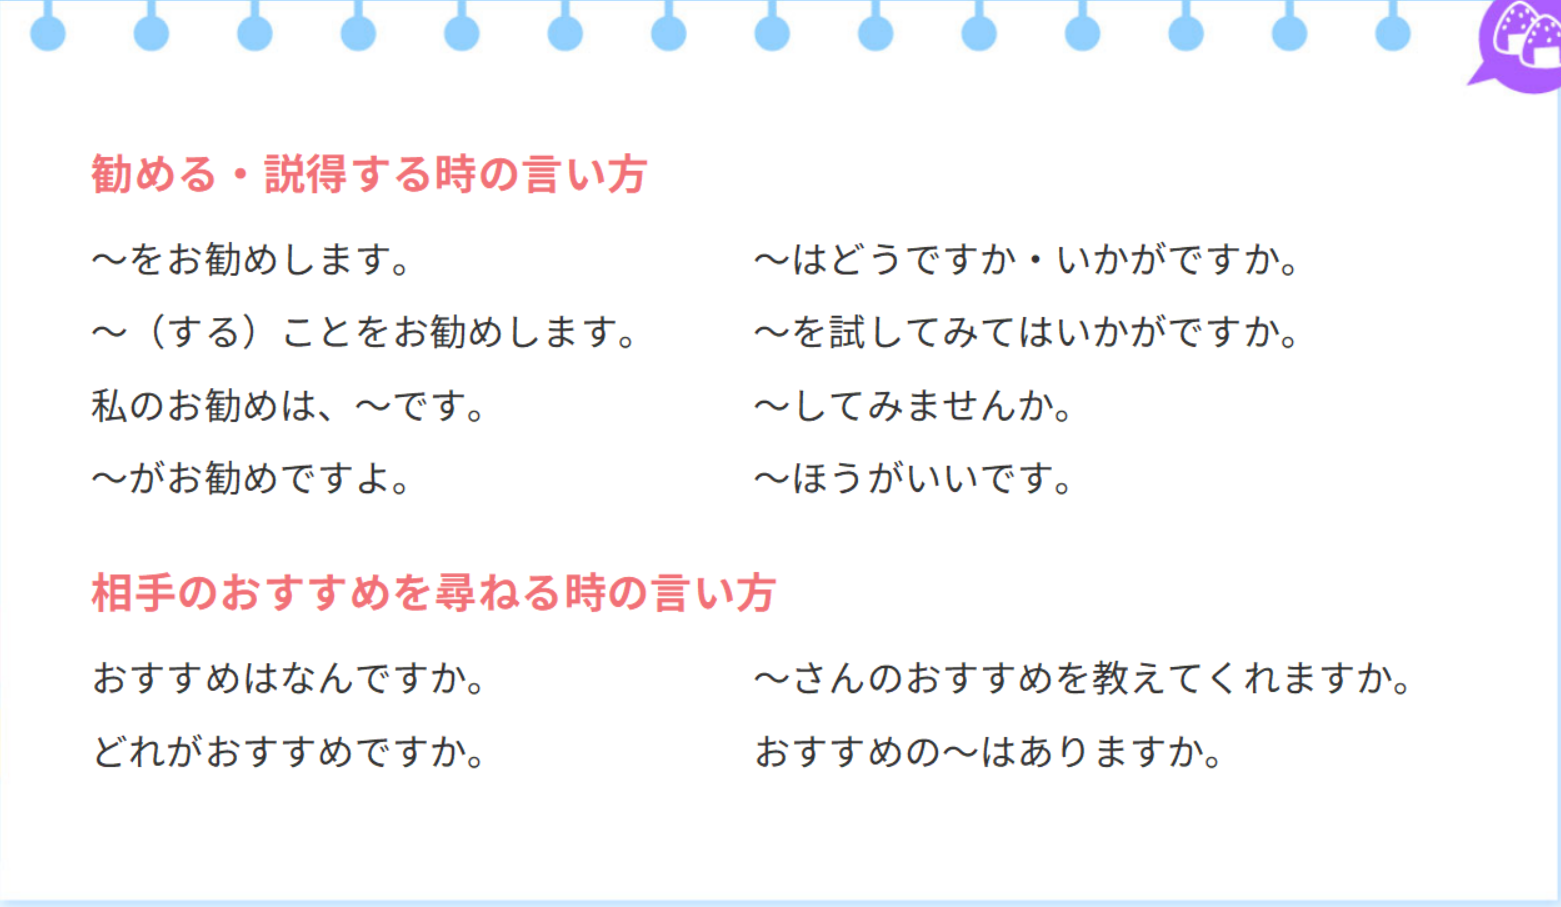 勧める・説得する時の言い方
～をお勧めします。
～はどうですか・いかがですか。
～（する）ことをお勧めします。
～を試してみてはいかがですか。
私のお勧めは、～です。
～してみませんか。
～がお勧めですよ。
～ほうがいいです。
相手のおすすめを尋ねる時の言い方
おすすめはなんですか。
～さんのおすすめを教えてくれますか。
どれがおすすめですか。
おすすめの～はありますか。